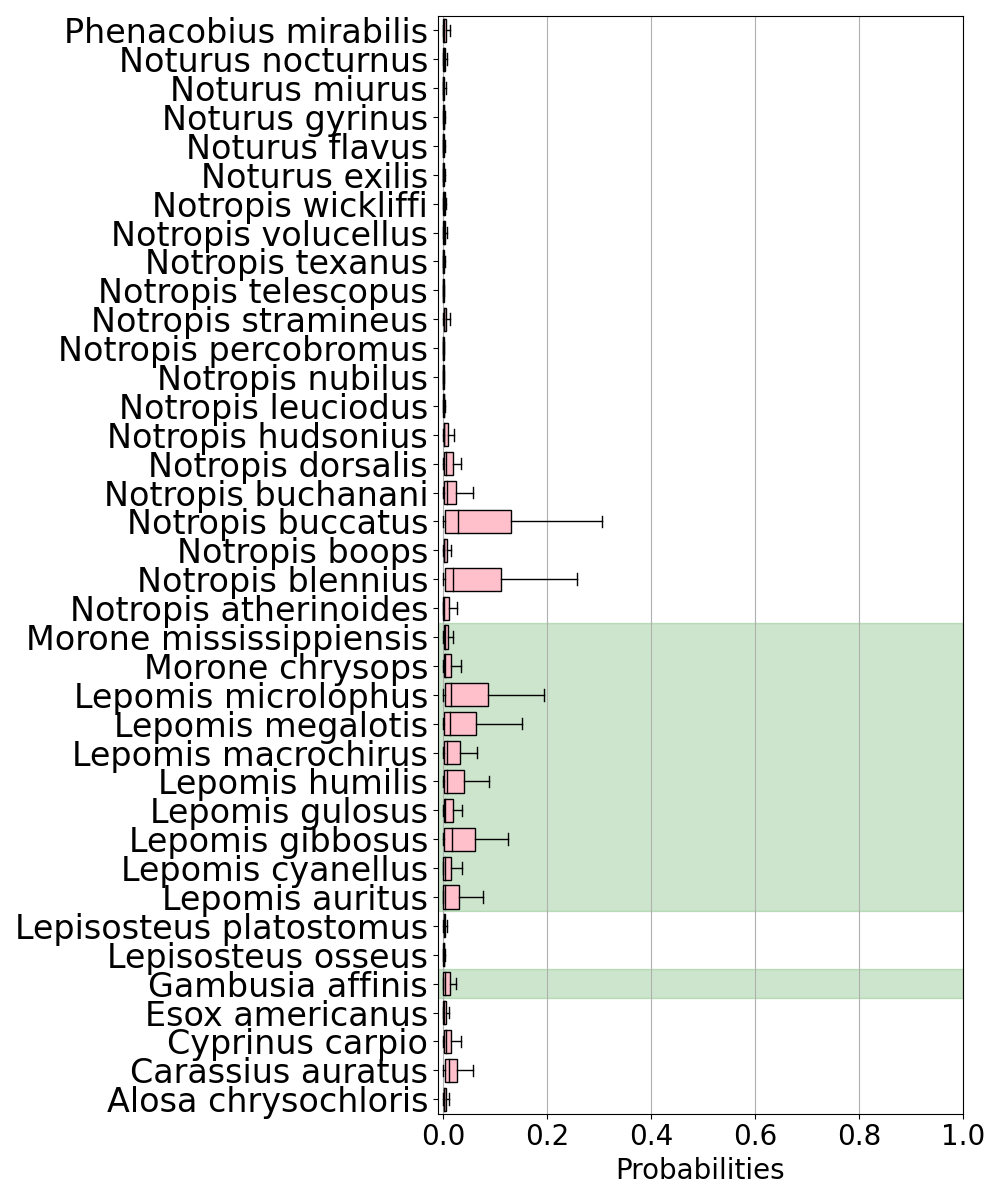 Phenacobius mirabilis
Noturus nocturnus
Noturus miurus
Noturus gyrinus
Noturus flavus
Noturus exilis
Notropis wickliffi
Notropis volucellus
Notropis texanus
Notropis telescopus
Notropis stramineus
Notropis percobromus
Notropis nubilus
Notropis leuciodus
Notropis hudsonius
Notropis dorsalis
Notropis buchanani
Notropis buccatus
Notropis boops
Notropis blennius
Notropis atherinoides
Morone mississippiensis
Morone chrysops
Lepomis microlophus
Lepomis megalotis
Lepomis macrochirus
Lepomis humilis
Lepomis gulosus
Lepomis gibbosus
Lepomis cyanellus
Lepomis auritus
Lepisosteus platostomus
Lepisosteus osseus
Gambusia affinis
Esox americanus
Cyprinus carpio
Carassius auratus
Alosa chrysochloris
0.0 0.2 0.4 0.6 0.8 1.0
Probabilities